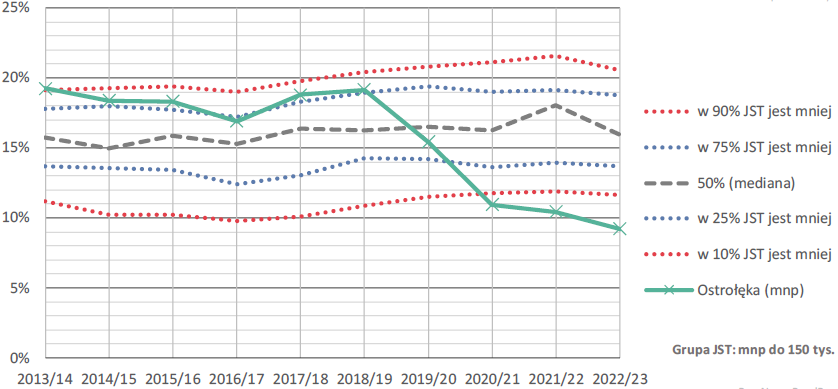 25%
20%
15%
10%
5%
0%
2013/14 2014/15 2015/16 2016/17 2017/18 2018/19 2019/20 2020/21 2021/22 2022/23
w 90% JST jest mniej
w 75% JST jest mniej
50% (mediana)
w 25% JST jest mniej
w 10% JST jest mniej
Ostrołęka (mnp)
Grupa JST: mnp do 150 tys.